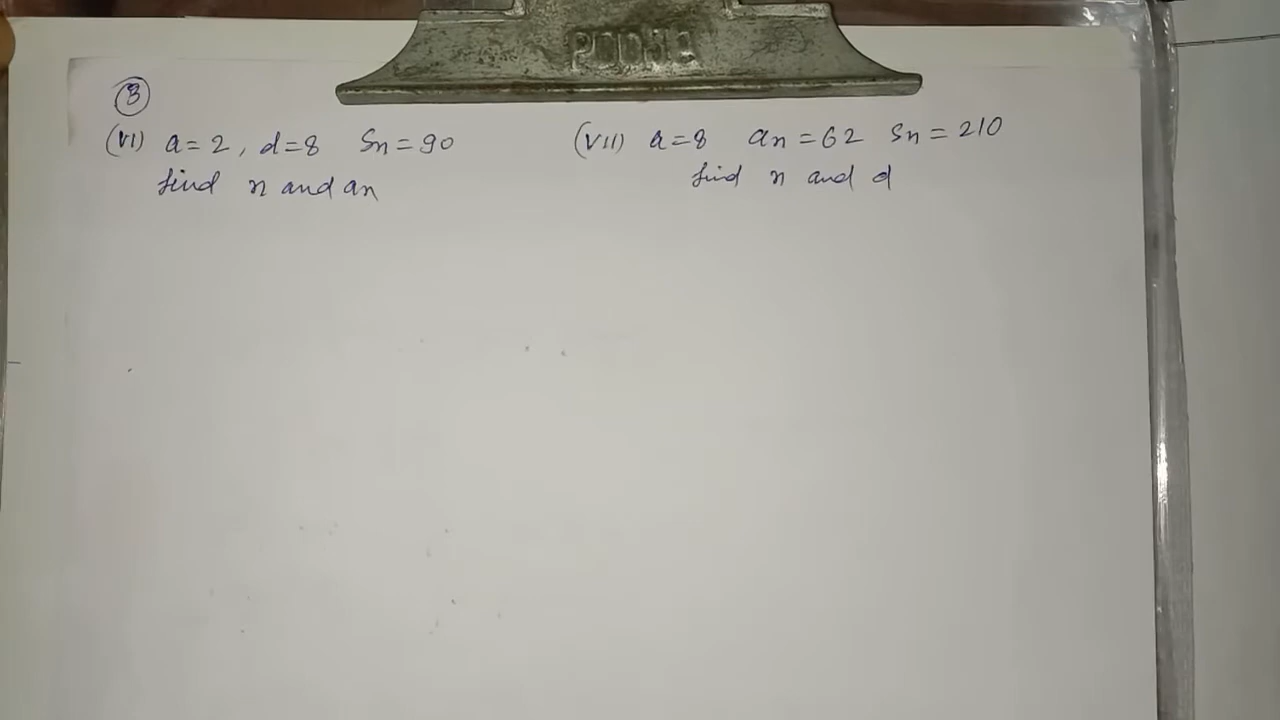 3
(VI) a = 2, d = 8 Sn = 90
find n and an
(VII) a = 8 an = 62 Sn = 210
find n and d